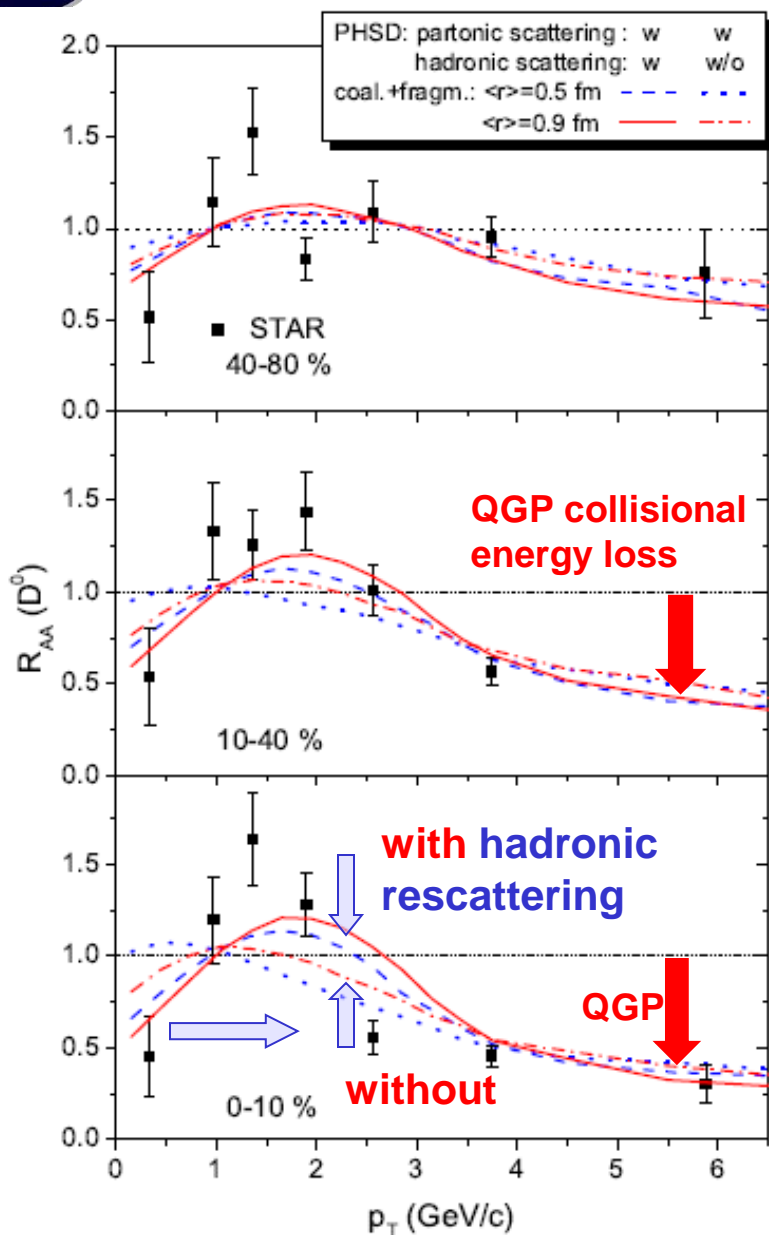 PHSD: partonic scattering : w w
hadronic scattering: w w/o
coal.+fragm.: <r>=0.5 fm
<r>=0.9 fm
2.0
1.5
1.0
0.5
0.0
STAR
40-80 %
1.5
1.0
0.5
0.0
QGP collisional
energy loss
10-40 %
R_AA (D^0)
1.5
1.0
0.5
0.0
with hadronic
rescattering
QGP
without
0-10 %
0 1 2 3 4 5 6
p_T (GeV/c)